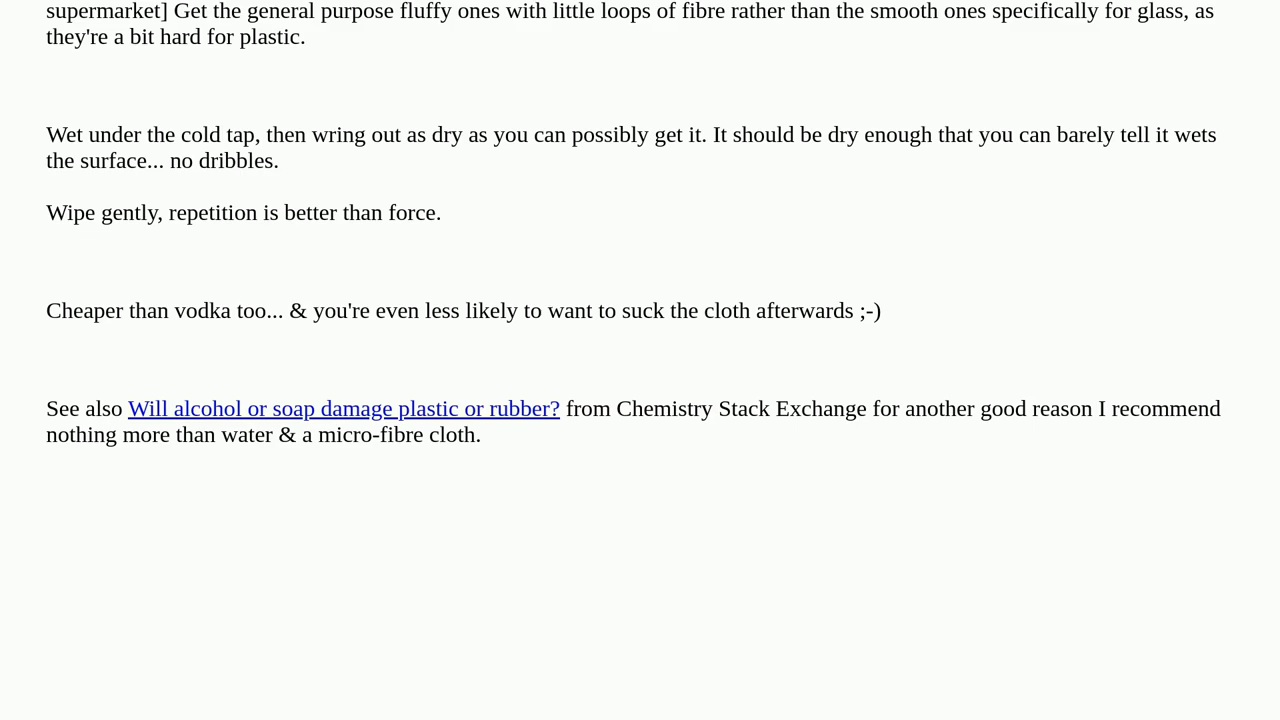 supermarket] Get the general purpose fluffy ones with little loops of fibre rather than the smooth ones specifically for glass, as
they're a bit hard for plastic.
Wet under the cold tap, then wring out as dry as you can possibly get it. It should be dry enough that you can barely tell it wets
the surface... no dribbles.
Wipe gently, repetition is better than force.
Cheaper than vodka too... & you're even less likely to want to suck the cloth afterwards ;-)
See also Will alcohol or soap damage plastic or rubber? from Chemistry Stack Exchange for another good reason I recommend
nothing more than water & a micro-fibre cloth.